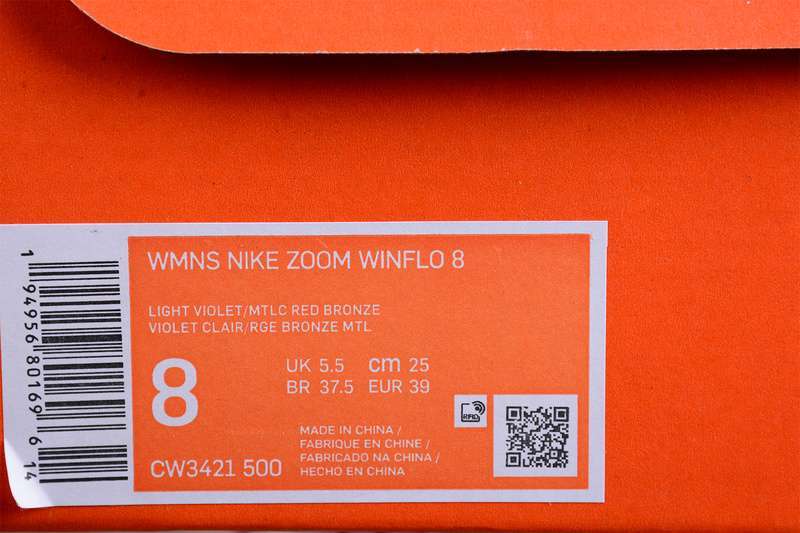 WMNS NIKE ZOOM WINFLO 8
LIGHT VIOLET/MTLC RED BRONZE
VIOLET CLAIR/RGE BRONZE MTL
8
UK 5.5 cm 25
BR 37.5 EUR 39
CW3421 500
MADE IN CHINA /
FABRIQUE EN CHINE /
FABRICADO NA CHINA /
HECHO EN CHINA
RFID
1 94956 80169 6 14